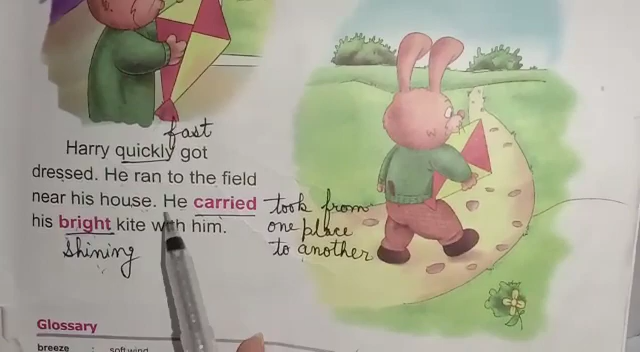 fast
Harry quickly got
dressed. He ran to the field
near his house. He carried
his bright kite with him.
took from
one place
to another
shining
Glossary
breeze : soft wind